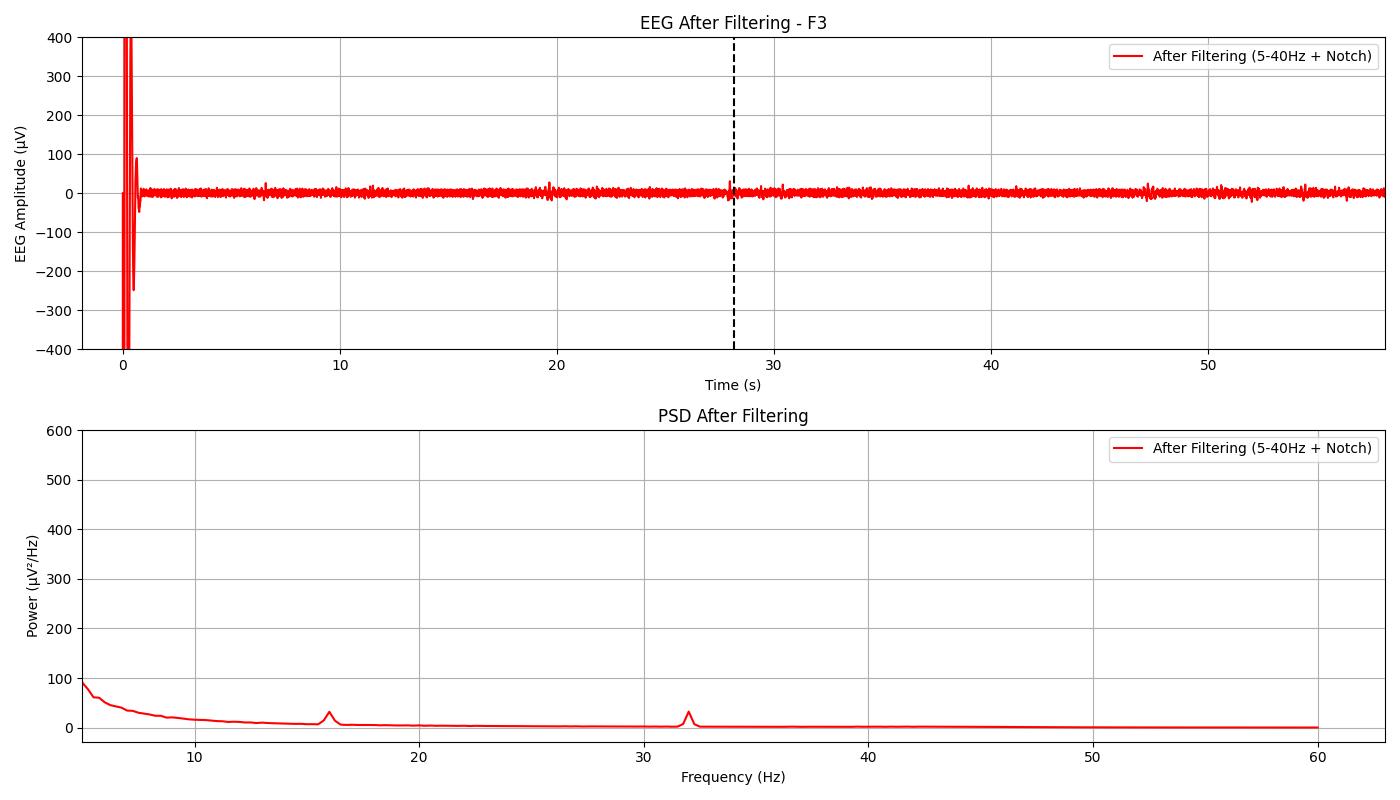 EEG After Filtering - F3
After Filtering (5-40Hz + Notch)
EEG Amplitude (µV)
400
300
200
100
0
−100
−200
−300
−400
0 10 20 30 40 50
Time (s)
PSD After Filtering
After Filtering (5-40Hz + Notch)
Power (µV²/Hz)
600
500
400
300
200
100
0
10 20 30 40 50 60
Frequency (Hz)